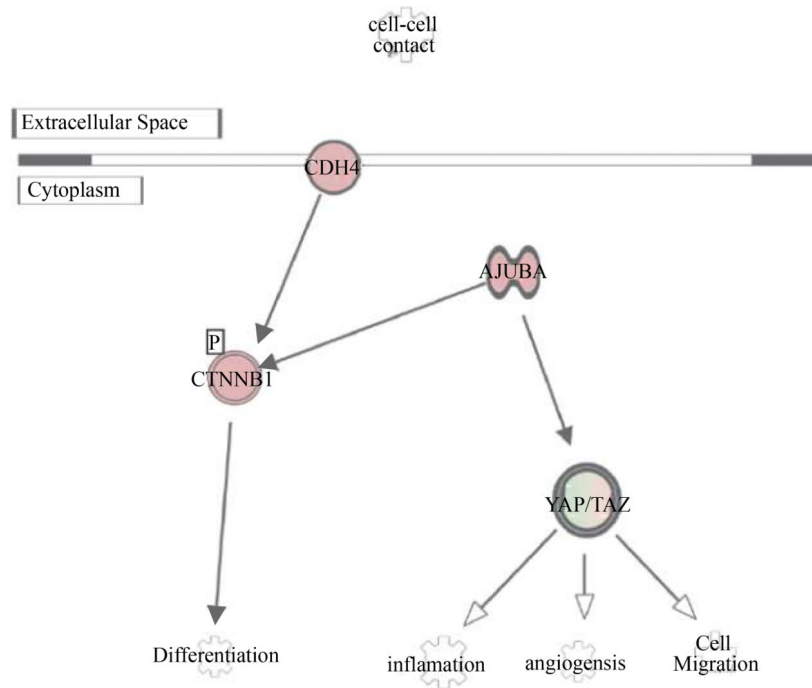 cell-cell
contact
Extracellular Space
CDH4
Cytoplasm
AJUBA
P
CTNNB1
YAP/TAZ
Differentiation
inflamation
angiogensis
Cell
Migration